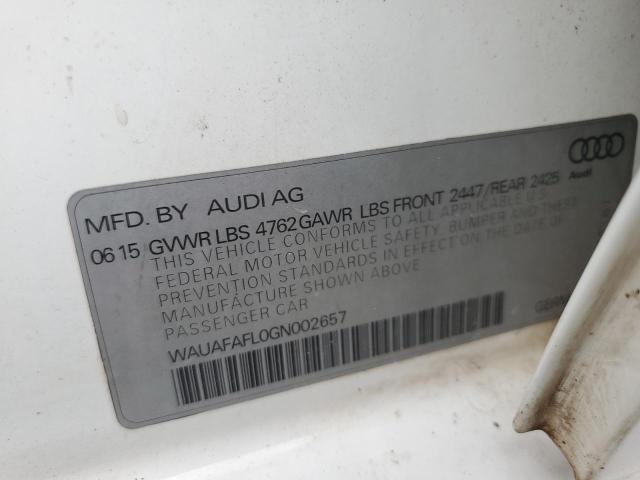 MFD. BY AUDI AG
Audi
06 15 GVWR LBS 4762 GAWR LBS FRONT 2447/REAR 2425
THIS VEHICLE CONFORMS TO ALL APPLICABLE U.S.
FEDERAL MOTOR VEHICLE SAFETY, BUMPER AND THEFT
PREVENTION STANDARDS IN EFFECT ON THE DATE OF
MANUFACTURE SHOWN ABOVE
PASSENGER CAR
WAUAFAFL0GN002657